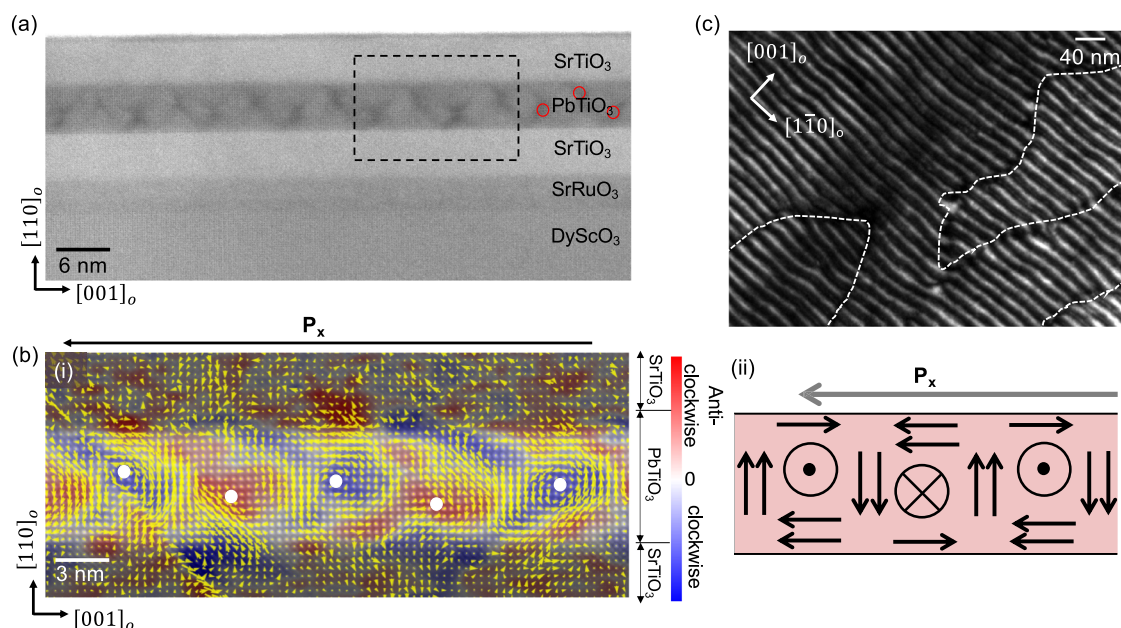 (a)
SrTiO₃
PbTiO₃
SrTiO₃
SrRuO₃
DyScO₃
[110]ₒ
6 nm
[001]ₒ
(c)
40 nm
[001]ₒ
[11̅0]ₒ
Pₓ
(b)
(i)
SrTiO₃
PbTiO₃
SrTiO₃
Anti-
clockwise
0
clockwise
[110]ₒ
3 nm
[001]ₒ
(ii)
Pₓ